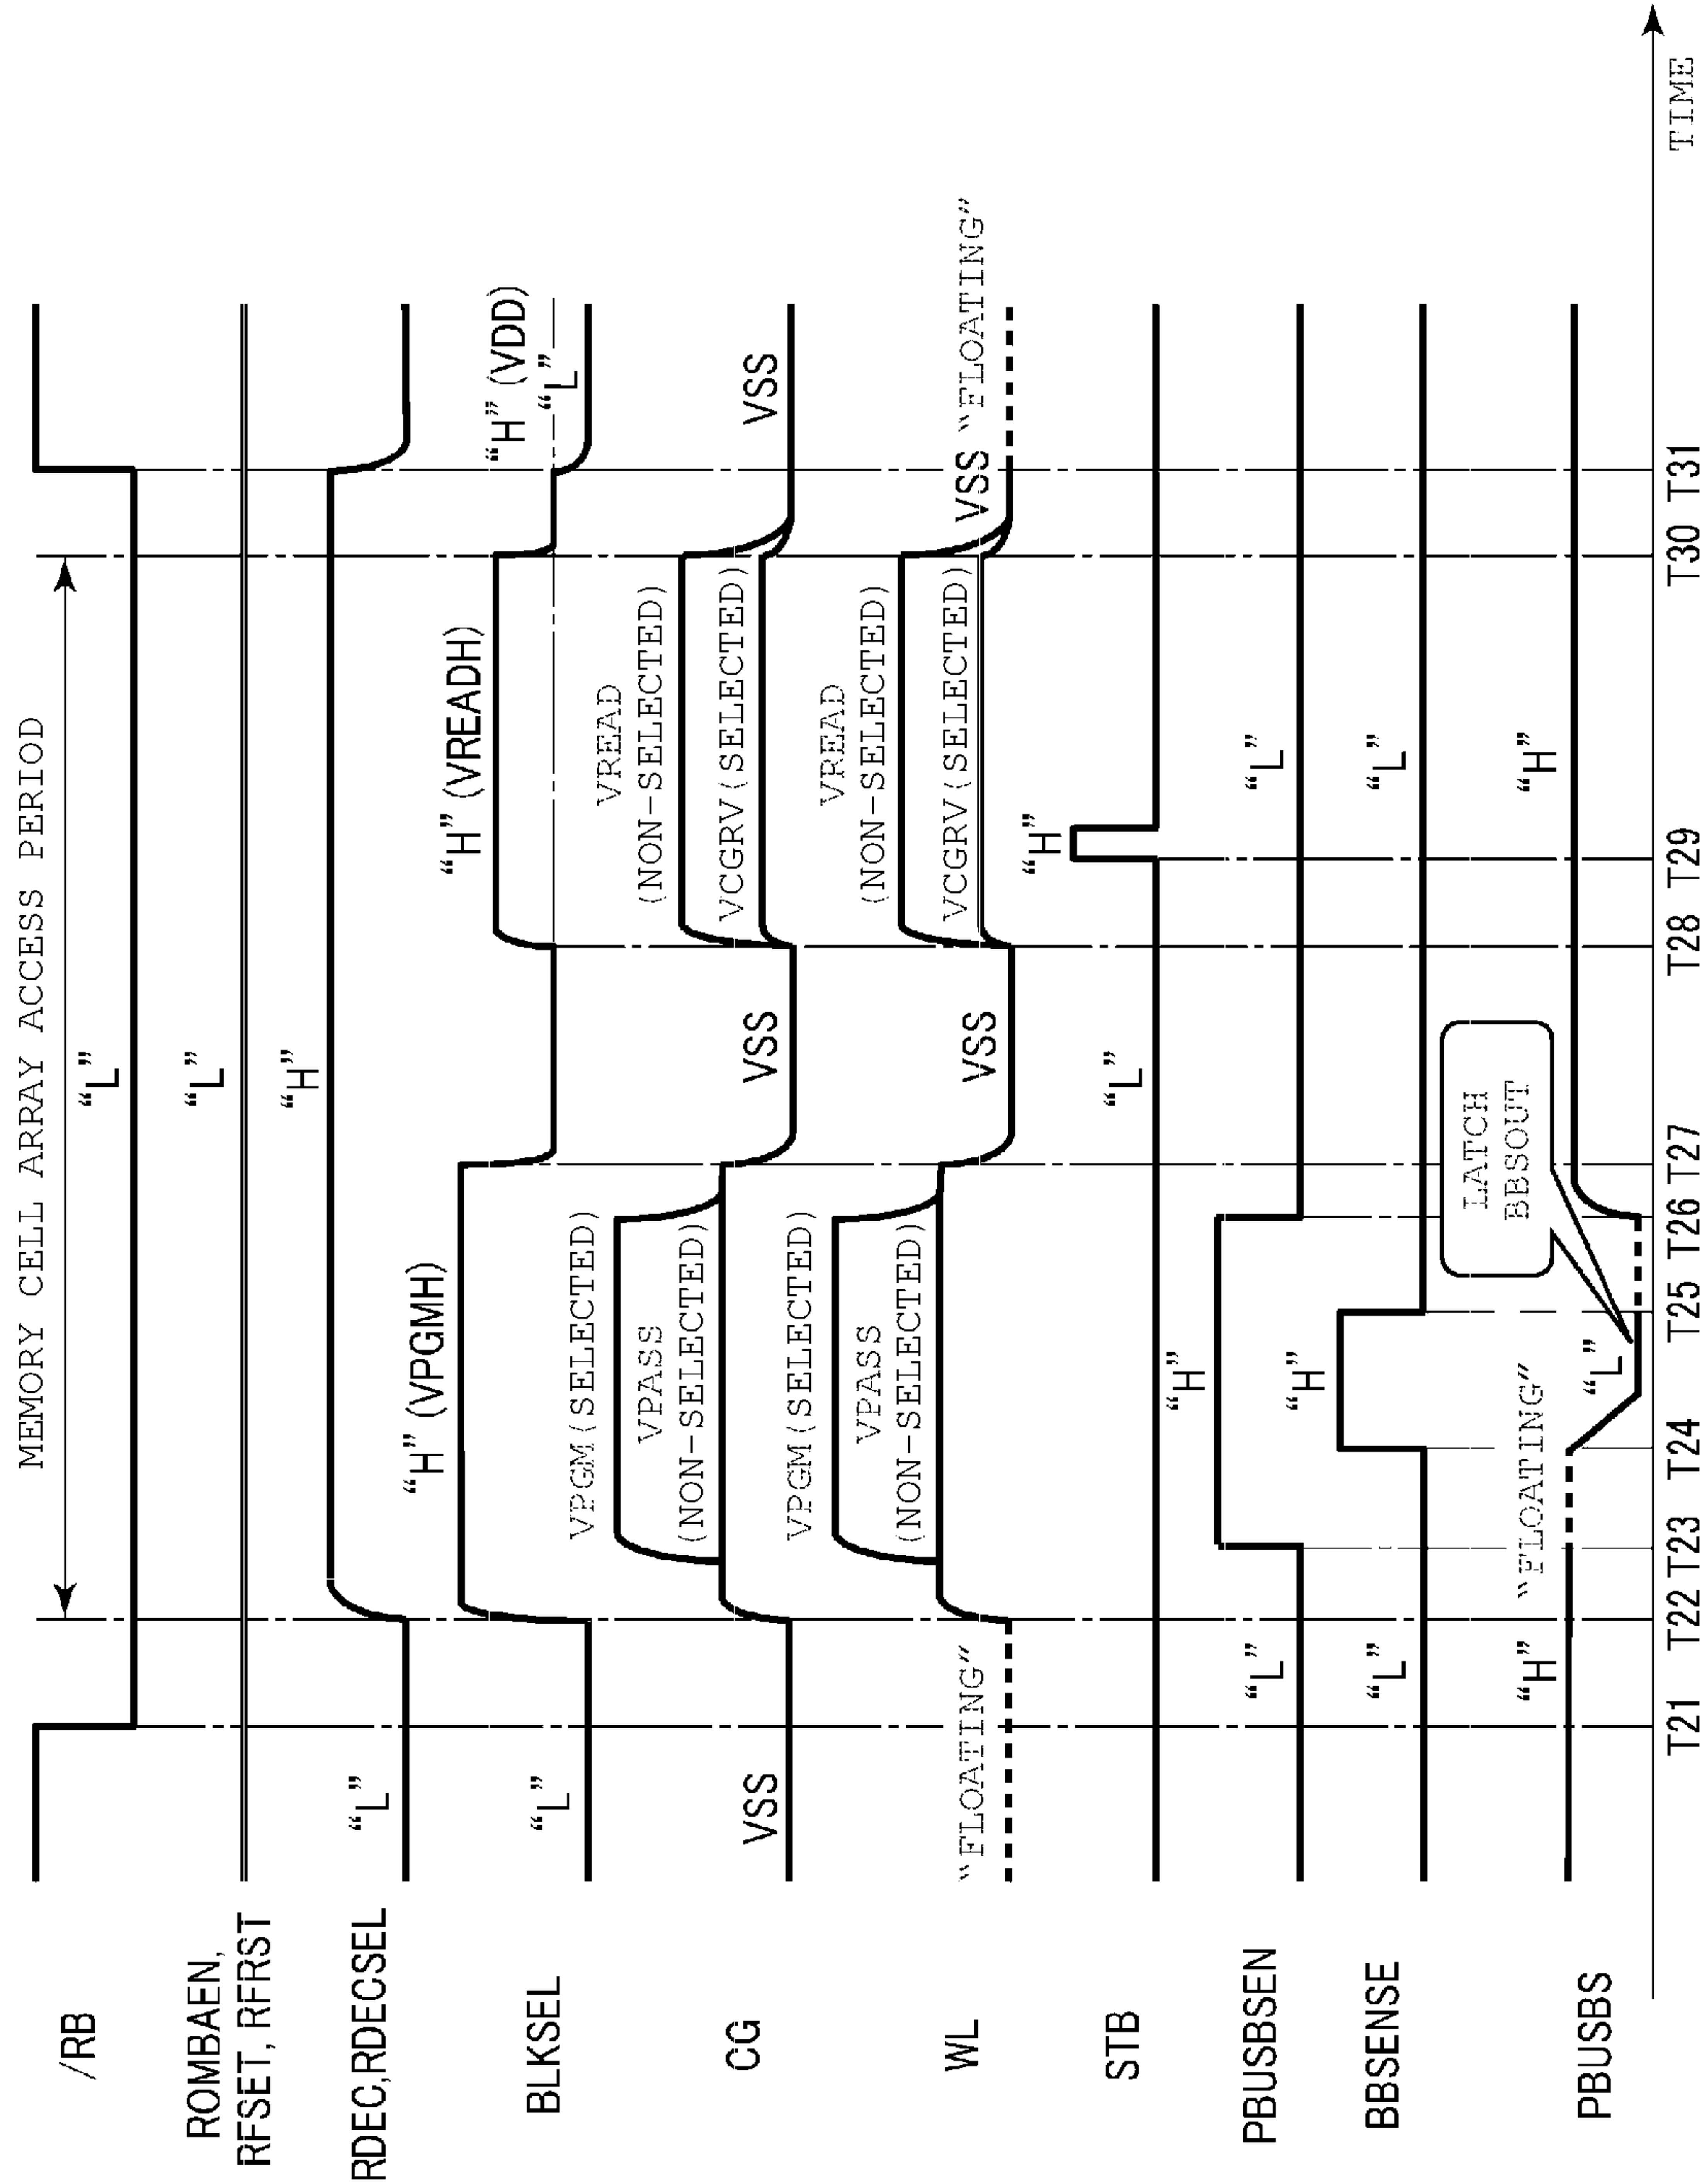 MEMORY CELL ARRAY ACCESS PERIOD
/RB
“L”
ROMBAEN,
RFSET, RFRST
“L”
RDEC,RDECSEL
“L”
“H”
BLKSEL
“L”
“H” (VPGMH)
“H” (VREADH)
“H” (VDD)
“L”
CG
VSS
VPGM(SELECTED)
VPASS
(NON-SELECTED)
VSS
VREAD
(NON-SELECTED)
VCGRV(SELECTED)
VSS
WL
“FLOATING”
VPGM(SELECTED)
VPASS
(NON-SELECTED)
VSS
VREAD
(NON-SELECTED)
VCGRV(SELECTED)
VSS “FLOATING”
STB
“L”
“H”
PBUSBSEN
“L”
“H”
“L”
BBSENSE
“L”
“H”
“L”
PBUSBS
“H”
“FLOATING”
“L”
LATCH
BBSOUT
“H”
T21 T22 T23 T24 T25 T26 T27 T28 T29 T30 T31
TIME